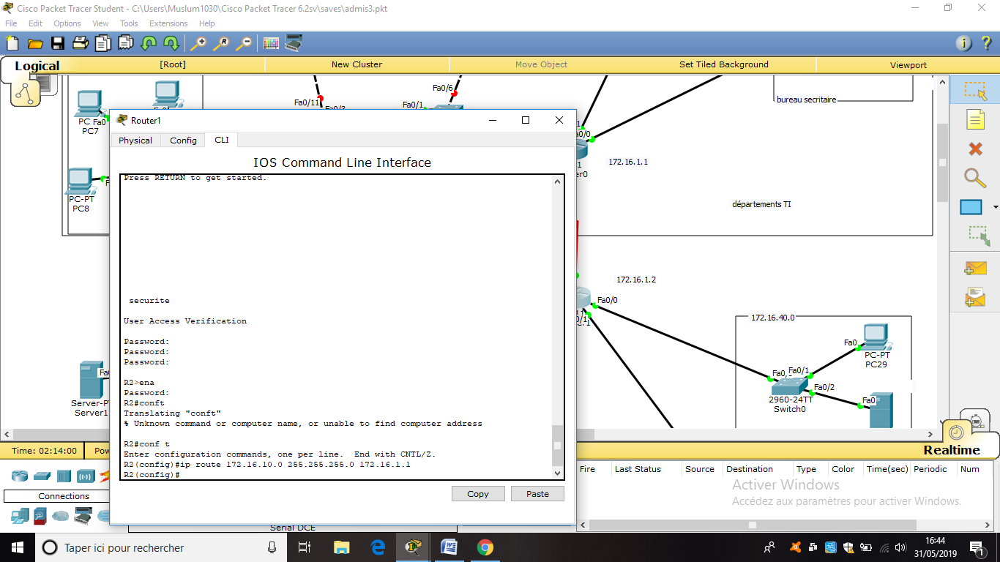 Cisco Packet Tracer Student - C:\Users\Muslum1030\Cisco Packet Tracer 6.2sv\saves\admis3.pkt
File Edit Options View Tools Extensions Help
Logical [Root] New Cluster Move Object Set Tiled Background Viewport
Fa0/6
Fa0/11
Fa0/1
bureau secritaire
PC Fa0
PC7
PC-PT
PC8
172.16.1.1
départements TI
172.16.1.2
Fa0/0
172.16.40.0
Fa0
PC-PT
PC29
Fa0/1
Fa0/2
Fa0
2960-24TT
Switch0
Server1
Router1
Physical Config CLI
IOS Command Line Interface
Press RETURN to get started.
securite
User Access Verification
Password:
Password:
Password:
R2>ena
Password:
R2#conft
Translating "conft"
% Unknown command or computer name, or unable to find computer address
R2#conf t
Enter configuration commands, one per line. End with CNTL/Z.
R2(config)#ip route 172.16.10.0 255.255.255.0 172.16.1.1
R2(config)#
Copy Paste
Time: 02:14:00
Realtime
Connections
Serial DCE
Fire Last Status Source Destination Type Color Time(sec) Periodic Num
Activer Windows
Accédez aux paramètres pour activer Windows.
Taper ici pour rechercher
16:44
31/05/2019